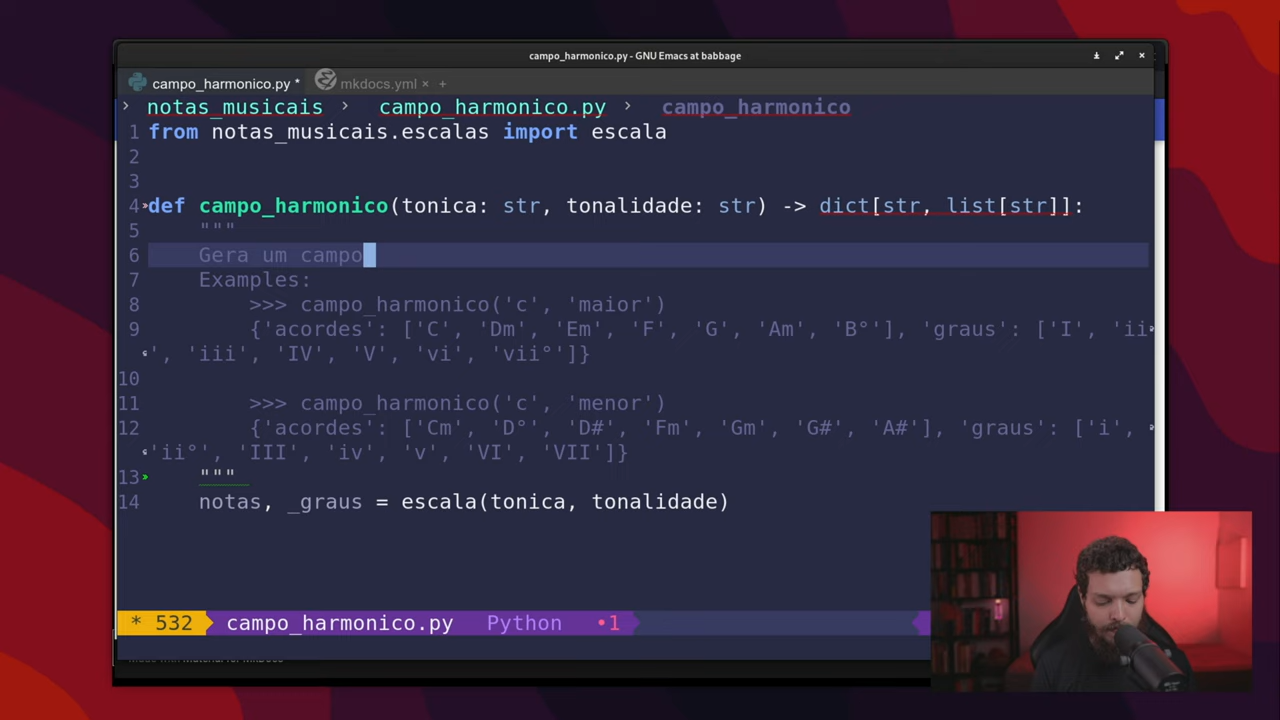 campo_harmonico.py - GNU Emacs at babbage
campo_harmonico.py * mkdocs.yml × +
notas_musicais › campo_harmonico.py › campo_harmonico
1 from notas_musicais.escalas import escala
2
3
4 def campo_harmonico(tonica: str, tonalidade: str) -> dict[str, list[str]]:
5 """
6 Gera um campo
7 Examples:
8 >>> campo_harmonico('c', 'maior')
9 {'acordes': ['C', 'Dm', 'Em', 'F', 'G', 'Am', 'B°'], 'graus': ['I', 'ii
', 'iii', 'IV', 'V', 'vi', 'vii°']}
10
11 >>> campo_harmonico('c', 'menor')
12 {'acordes': ['Cm', 'D°', 'D#', 'Fm', 'Gm', 'G#', 'A#'], 'graus': ['i',
'ii°', 'III', 'iv', 'v', 'VI', 'VII']}
13 """
14 notas, _graus = escala(tonica, tonalidade)
* 532 campo_harmonico.py Python •1